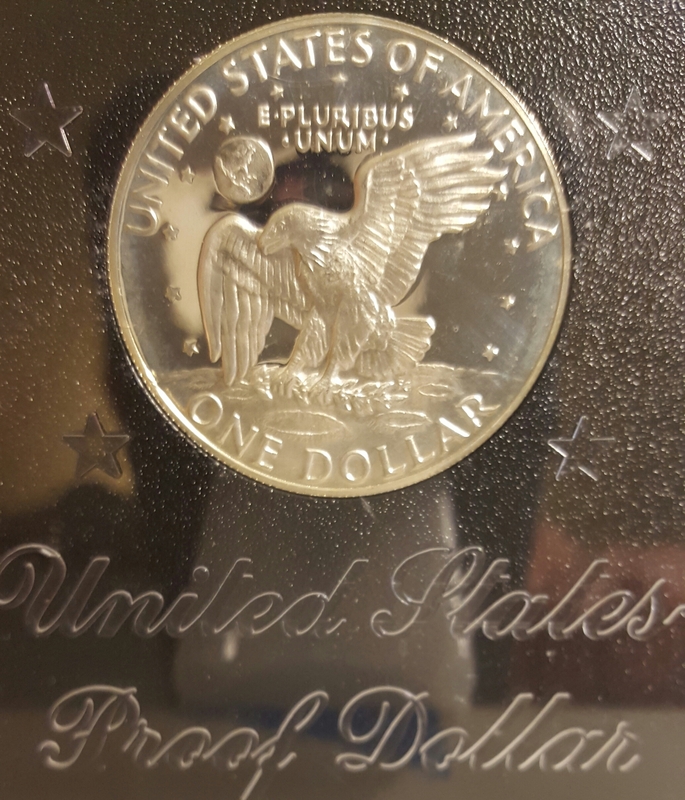 UNITED STATES OF AMERICA
E·PLURIBUS
·UNUM·
ONE DOLLAR
United States
Proof Dollar